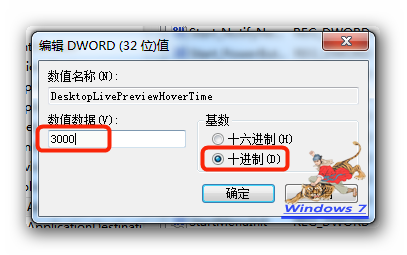 编辑 DWORD (32 位)值
数值名称(N):
DesktopLivePreviewHoverTime
数值数据(V):
3000
基数
十六进制(H)
十进制(D)
确定
Windows 7
ApplicationDestinati